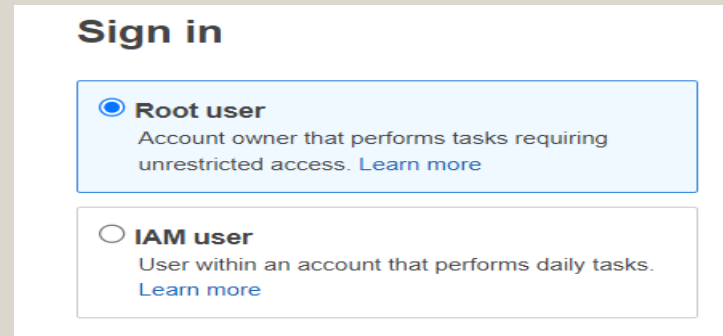 Sign in
Root user
Account owner that performs tasks requiring
unrestricted access. Learn more
IAM user
User within an account that performs daily tasks.
Learn more